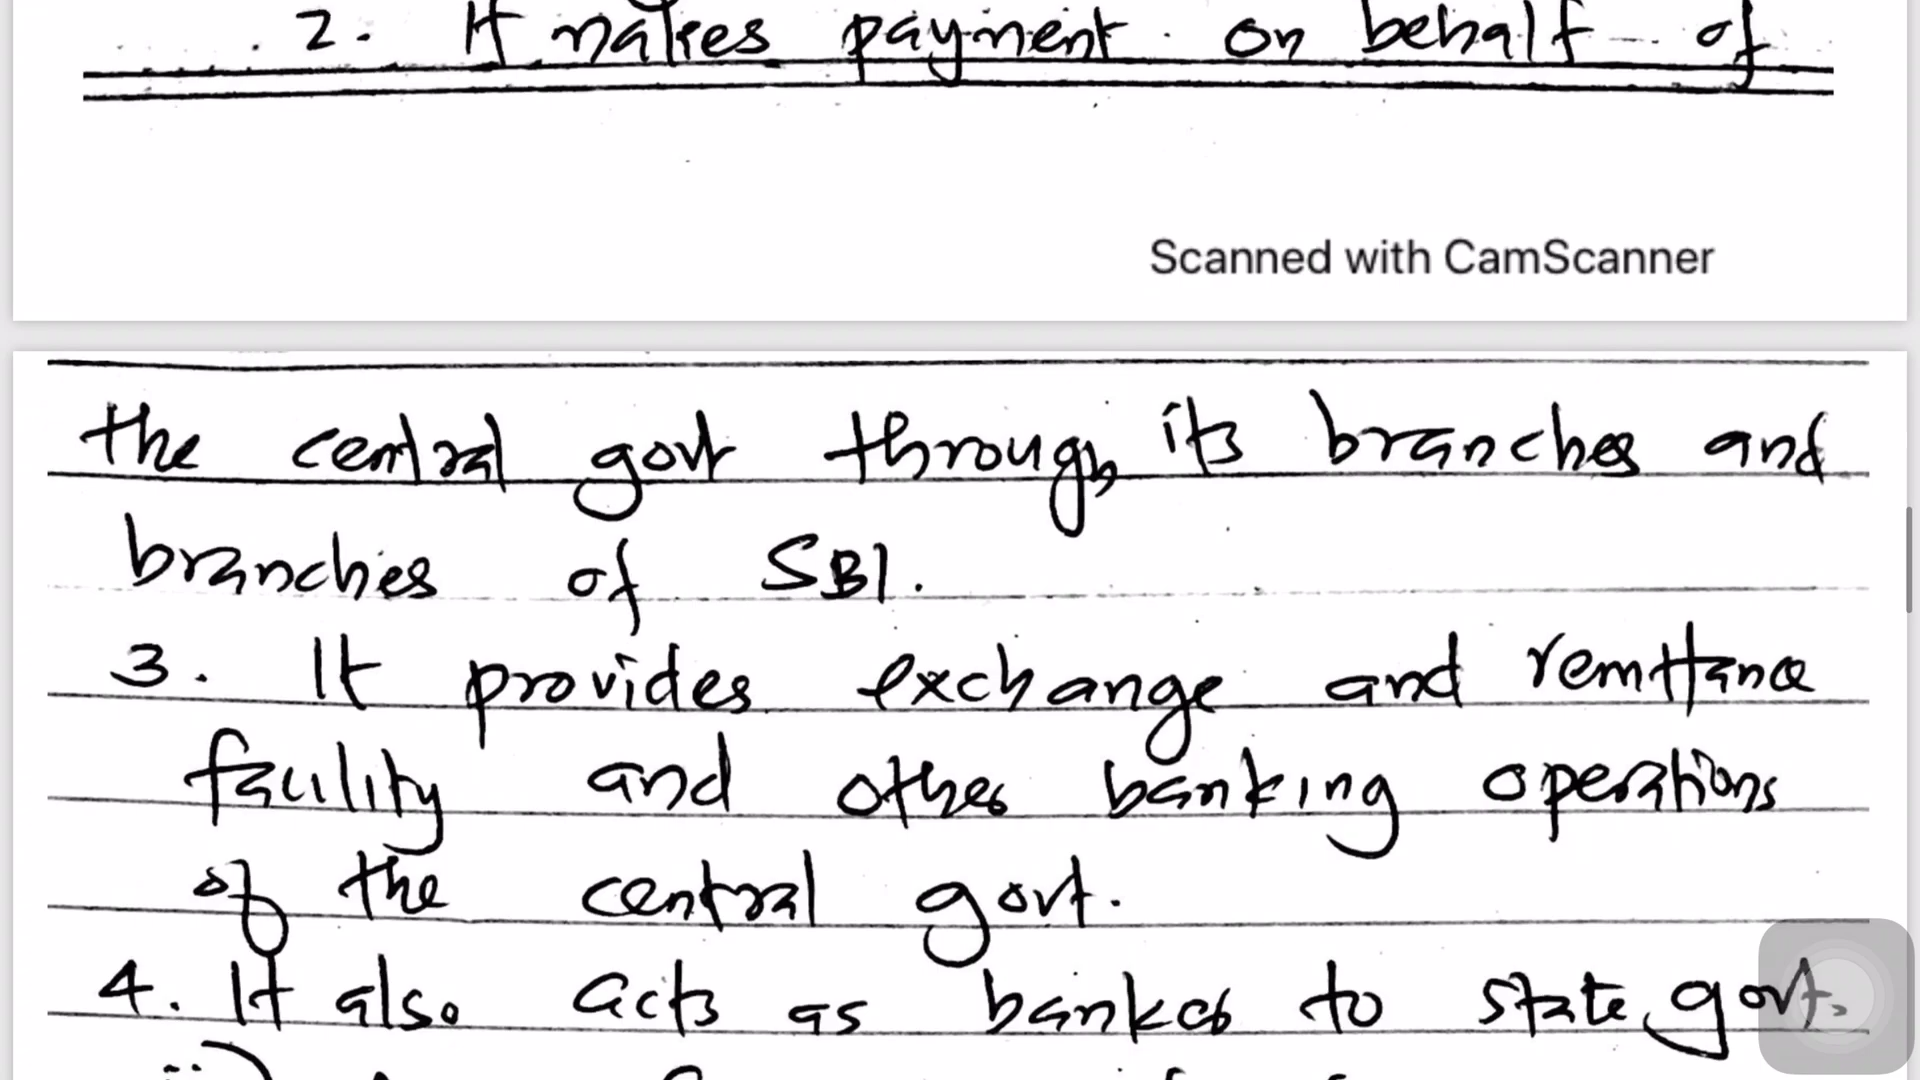 2. It makes payment on behalf of
Scanned with CamScanner
the central govt through its branches and
branches of SBI.
3. It provides exchange and remittance
facility and other banking operations
of the central govt.
4. It also acts as banker to state govt.
ii)